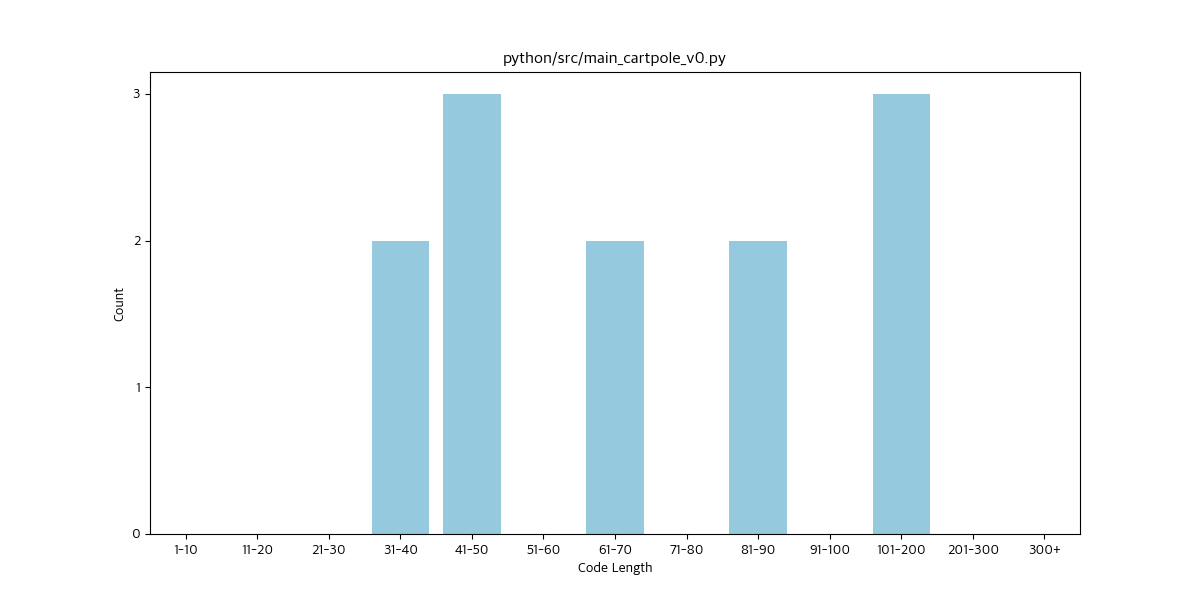 python/src/main_cartpole_v0.py
3
2
1
0
Count
1-10 11-20 21-30 31-40 41-50 51-60 61-70 71-80 81-90 91-100 101-200 201-300 300+
Code Length